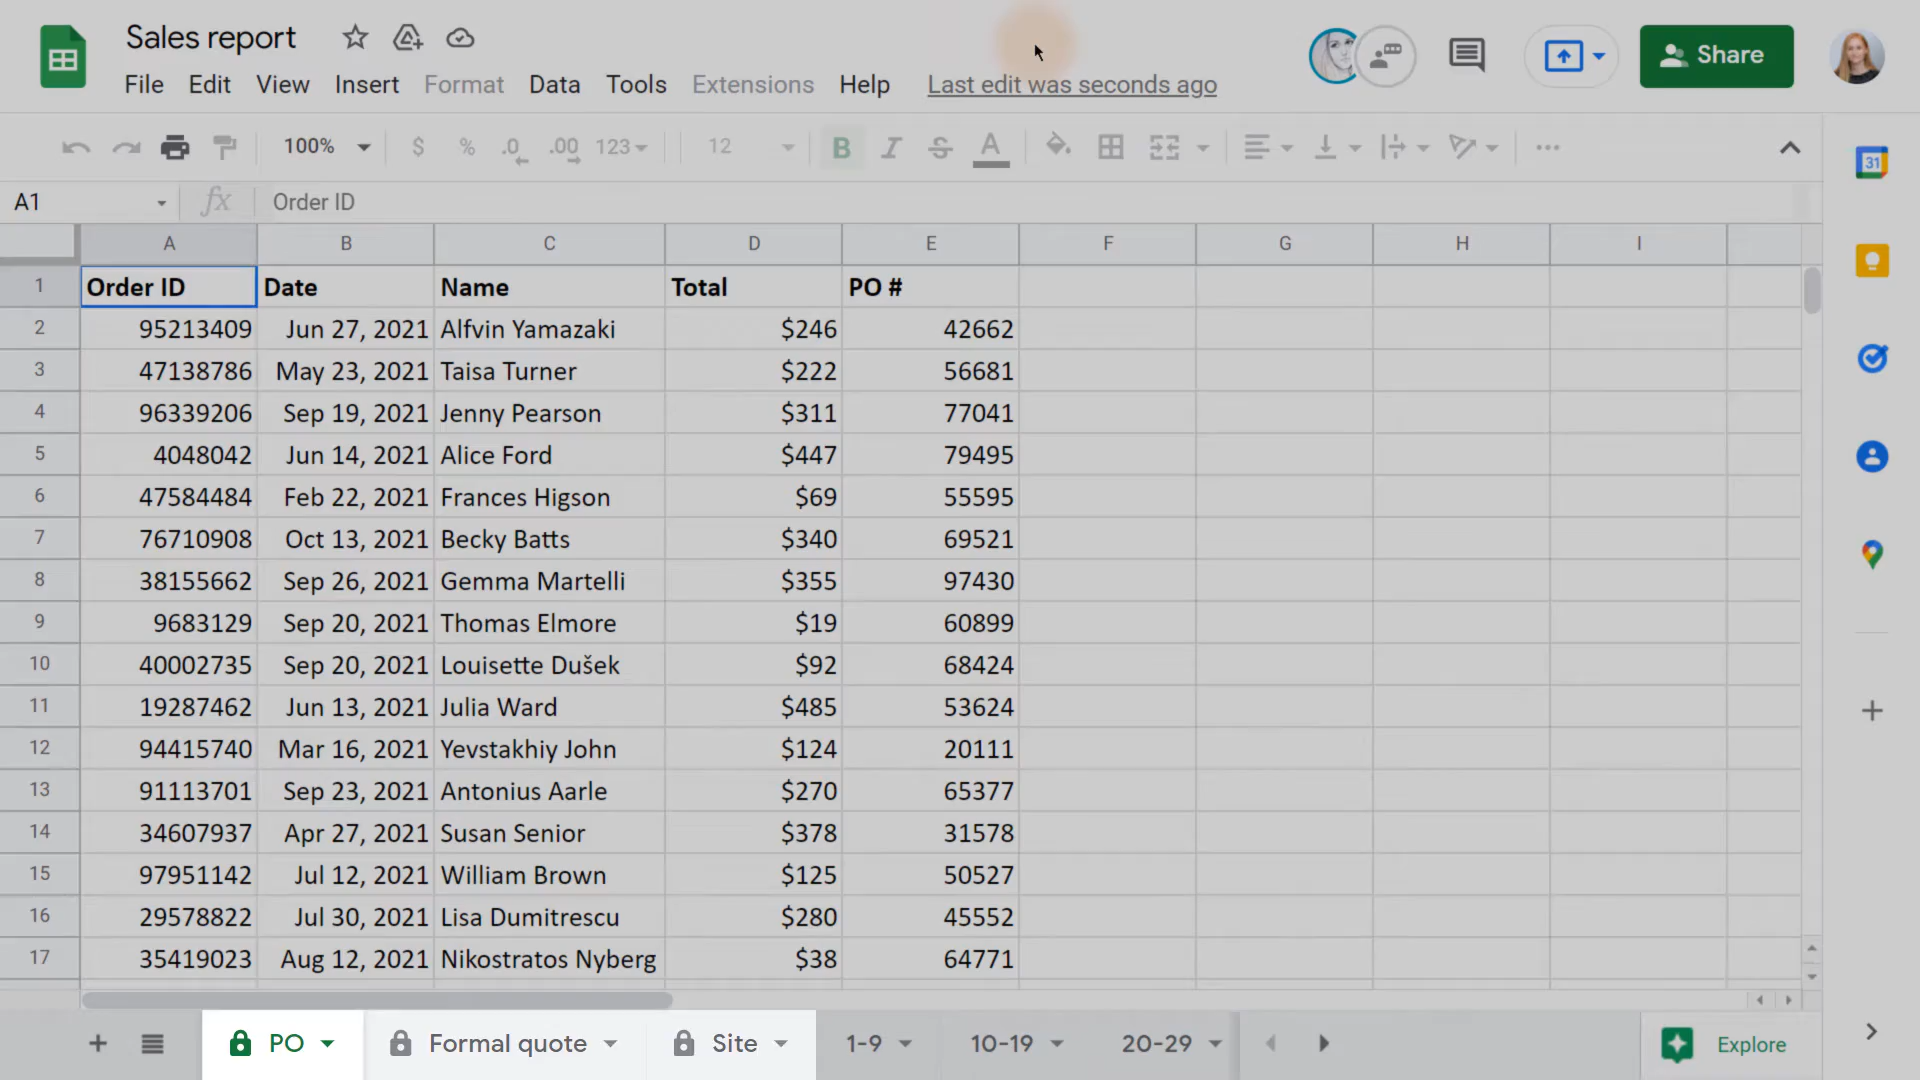 Sales report
File Edit View Insert Format Data Tools Extensions Help Last edit was seconds ago
Share
100% $ % .0 .00 123 12 B I S A
A1 fx Order ID
31
A B C D E F G H I
1 Order ID Date Name Total PO #
2 95213409 Jun 27, 2021 Alfvin Yamazaki $246 42662
3 47138786 May 23, 2021 Taisa Turner $222 56681
4 96339206 Sep 19, 2021 Jenny Pearson $311 77041
5 4048042 Jun 14, 2021 Alice Ford $447 79495
6 47584484 Feb 22, 2021 Frances Higson $69 55595
7 76710908 Oct 13, 2021 Becky Batts $340 69521
8 38155662 Sep 26, 2021 Gemma Martelli $355 97430
9 9683129 Sep 20, 2021 Thomas Elmore $19 60899
10 40002735 Sep 20, 2021 Louisette Dušek $92 68424
11 19287462 Jun 13, 2021 Julia Ward $485 53624
12 94415740 Mar 16, 2021 Yevstakhiy John $124 20111
13 91113701 Sep 23, 2021 Antonius Aarle $270 65377
14 34607937 Apr 27, 2021 Susan Senior $378 31578
15 97951142 Jul 12, 2021 William Brown $125 50527
16 29578822 Jul 30, 2021 Lisa Dumitrescu $280 45552
17 35419023 Aug 12, 2021 Nikostratos Nyberg $38 64771
PO Formal quote Site 1-9 10-19 20-29 Explore